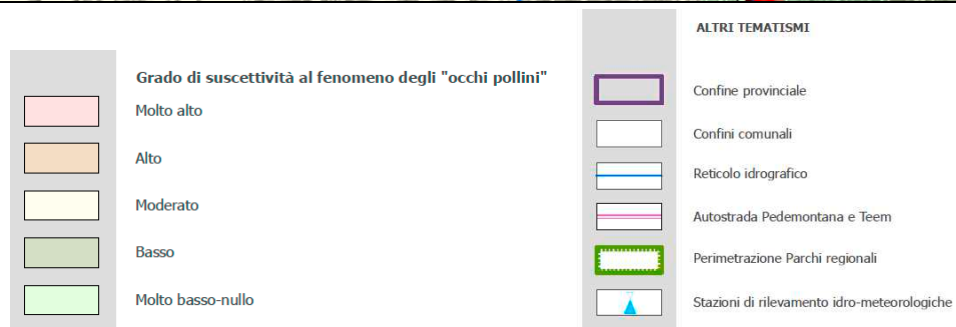 Grado di suscettività al fenomeno degli "occhi pollini"
Molto alto
Alto
Moderato
Basso
Molto basso-nullo
ALTRI TEMATISMI
Confine provinciale
Confini comunali
Reticolo idrografico
Autostrada Pedemontana e Teem
Perimetrazione Parchi regionali
Stazioni di rilevamento idro-meteorologiche